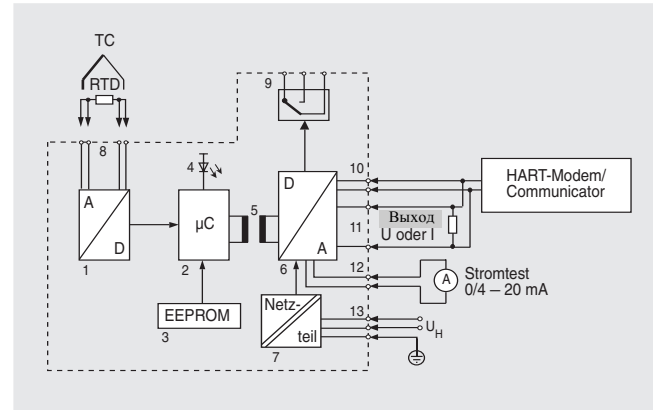 TC
RTD
9
8
4
10
HART-Modem/
Communicator
A
D
µC
5
D
A
Выход
U oder I
11
1
2
6
12
A
Stromtest
0/4 – 20 mA
EEPROM
3
Netz-
teil
7
13
U_H